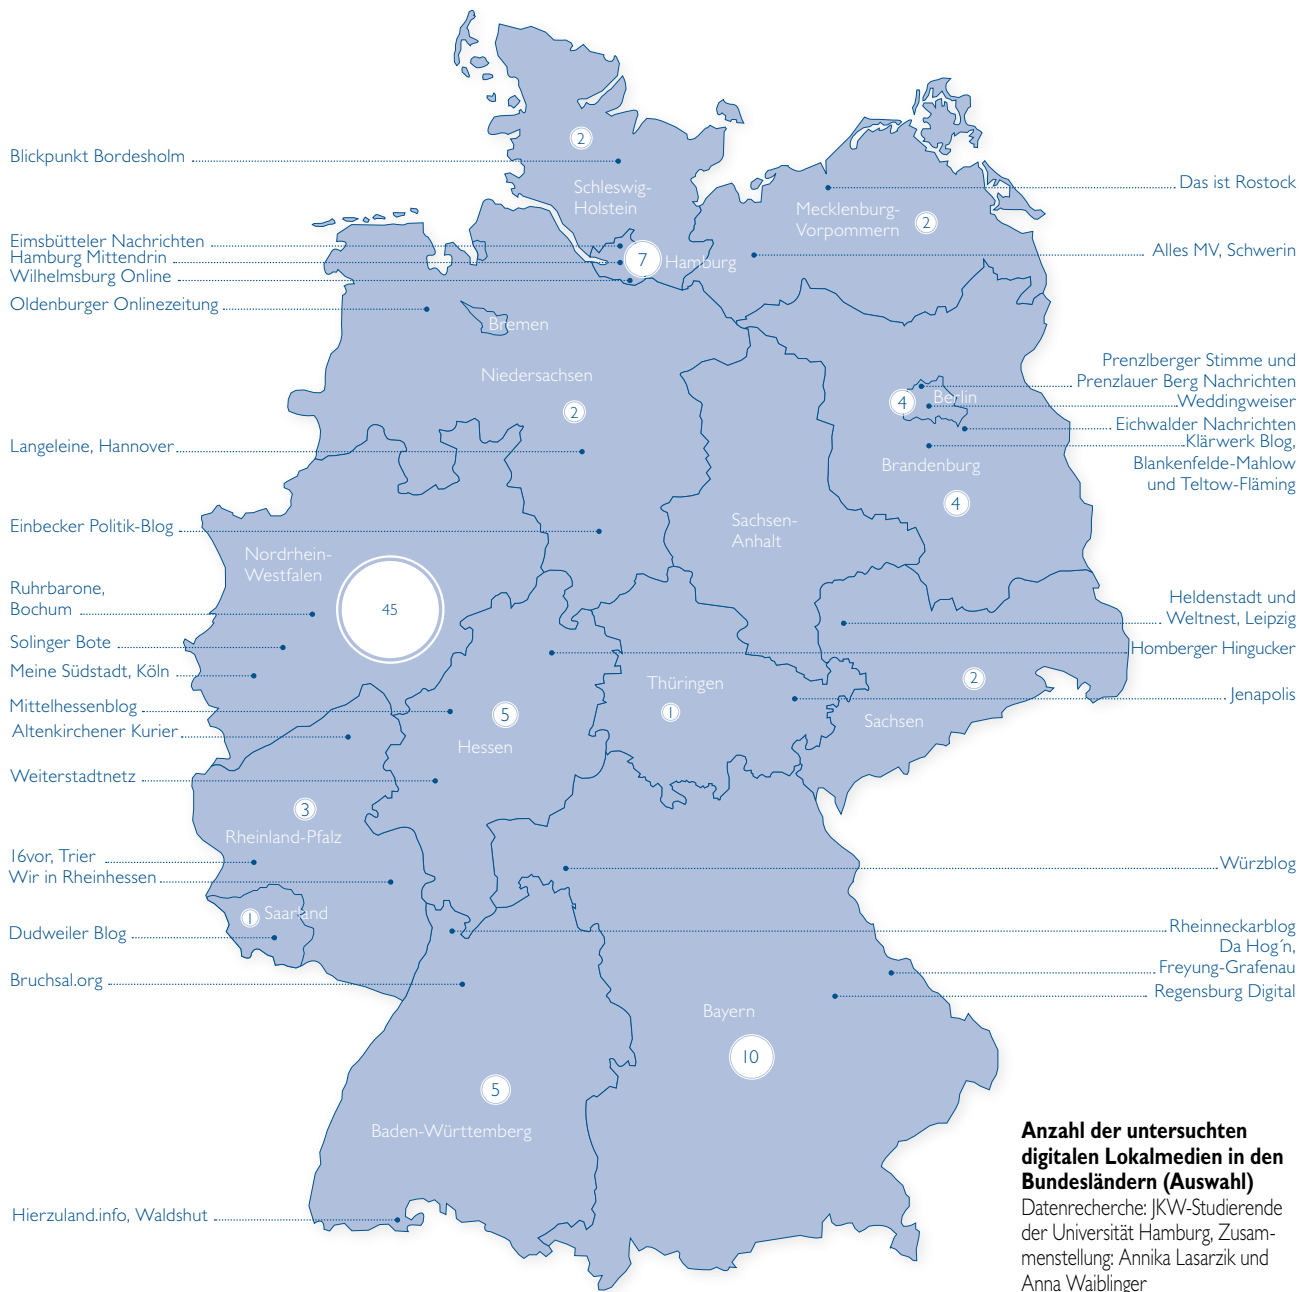 Blickpunkt Bordesholm
Eimsbütteler Nachrichten
Hamburg Mittendrin
Wilhelmsburg Online
Oldenburger Onlinezeitung
Langeleine, Hannover
Einbecker Politik-Blog
Ruhrbarone,
Bochum
Solinger Bote
Meine Südstadt, Köln
Mittelhessenblog
Altenkirchener Kurier
Weiterstadtnetz
16vor, Trier
Wir in Rheinhessen
Dudweiler Blog
Bruchsal.org
Hierzuland.info, Waldshut
2
Schleswig-
Holstein
7
Hamburg
Mecklenburg-
Vorpommern
2
Bremen
Niedersachsen
2
4
Berlin
Brandenburg
4
Sachsen-
Anhalt
Nordrhein-
Westfalen
45
Thüringen
1
2
Sachsen
5
Hessen
3
Rheinland-Pfalz
1
Saarland
Bayern
10
5
Baden-Württemberg
Das ist Rostock
Alles MV, Schwerin
Prenzlberger Stimme und
Prenzlauer Berg Nachrichten
Weddingweiser
Eichwalder Nachrichten
Klärwerk Blog,
Blankenfelde-Mahlow
und Teltow-Fläming
Heldenstadt und
Weltnest, Leipzig
Homberger Hingucker
Jenapolis
Würzblog
Rheinneckarblog
Da Hog´n,
Freyung-Grafenau
Regensburg Digital
Anzahl der untersuchten
digitalen Lokalmedien in den
Bundesländern (Auswahl)
Datenrecherche: JKW-Studierende
der Universität Hamburg, Zusam-
menstellung: Annika Lasarzik und
Anna Waiblinger